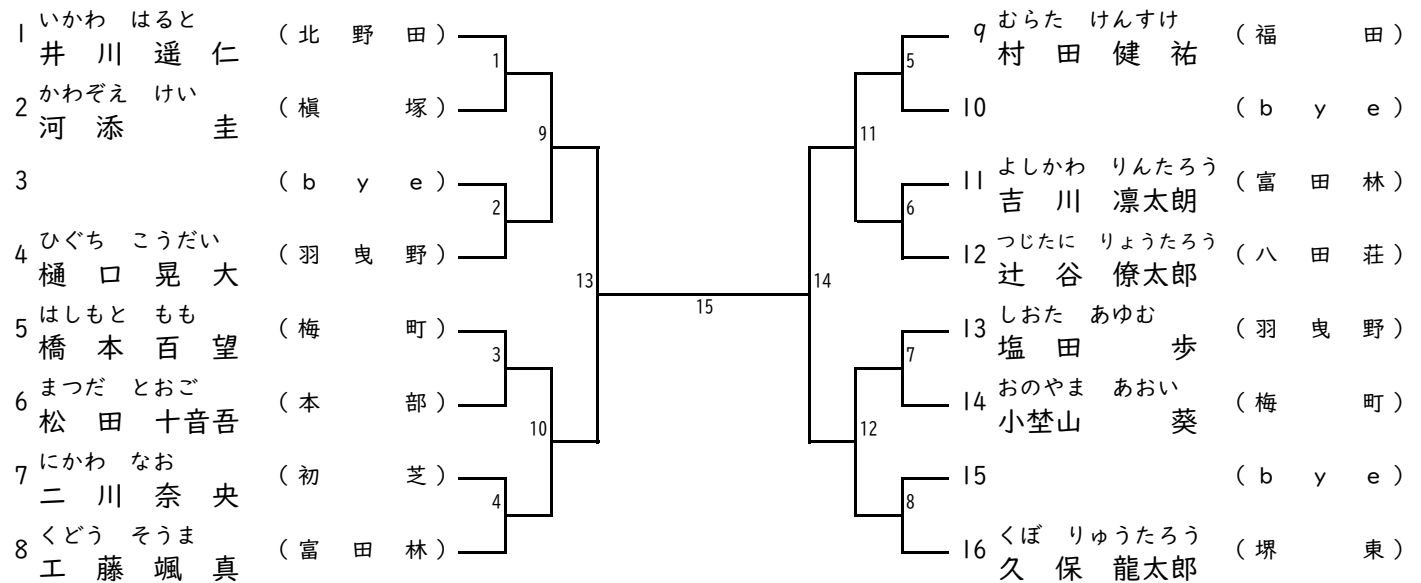 いかわ はると
1 井川遥仁 (北野田)
かわぞえ けい
2 河添圭 (槇塚)
3 (bye)
ひぐち こうだい
4 樋口晃大 (羽曳野)
はしもと もも
5 橋本百望 (梅町)
まつだ とおご
6 松田十音吾 (本部)
にかわ なお
7 二川奈央 (初芝)
くどう そうま
8 工藤颯真 (富田林)
1
2
3
4
9
10
13
15
14
11
12
5
6
7
8
むらた けんすけ
9 村田健祐 (福田)
10 (bye)
よしかわ りんたろう
11 吉川凛太朗 (富田林)
つじたに りょうたろう
12 辻谷僚太郎 (八田荘)
しおた あゆむ
13 塩田歩 (羽曳野)
おのやま あおい
14 小埜山葵 (梅町)
15 (bye)
くぼ りゅうたろう
16 久保龍太郎 (堺東)